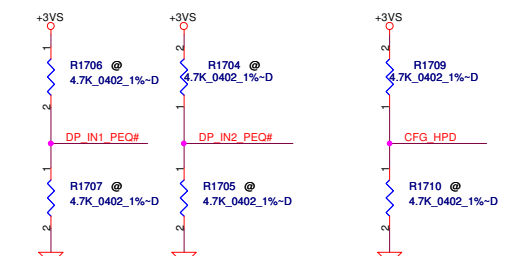 +3VS +3VS +3VS
1 2 2
R1706 @ R1704 @ R1709
4.7K_0402_1%~D 4.7K_0402_1%~D 4.7K_0402_1%~D
2 1 1
DP_IN1_PEQ# DP_IN2_PEQ# CFG_HPD
1 1 1
R1707 @ R1705 @ R1710 @
4.7K_0402_1%~D 4.7K_0402_1%~D 4.7K_0402_1%~D
2 2 2